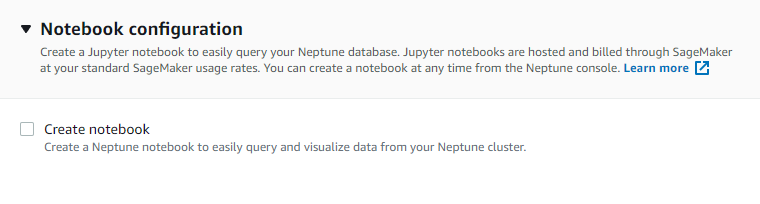 Notebook configuration
Create a Jupyter notebook to easily query your Neptune database. Jupyter notebooks are hosted and billed through SageMaker
at your standard SageMaker usage rates. You can create a notebook at any time from the Neptune console. Learn more
Create notebook
Create a Neptune notebook to easily query and visualize data from your Neptune cluster.